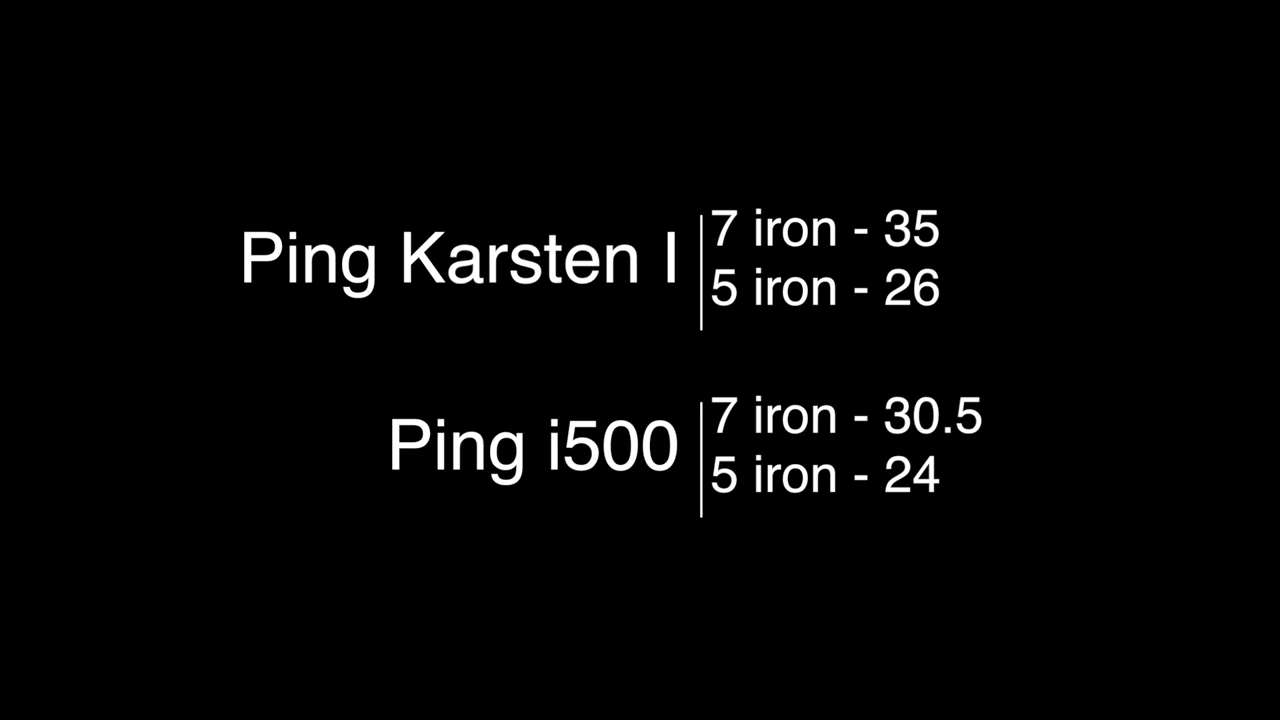 Ping Karsten I
7 iron - 35
5 iron - 26
Ping i500
7 iron - 30.5
5 iron - 24